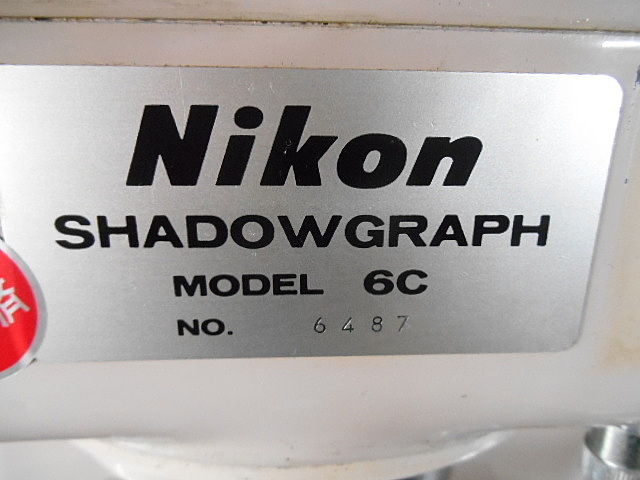 Nikon
SHADOWGRAPH
MODEL 6C
NO. 6487